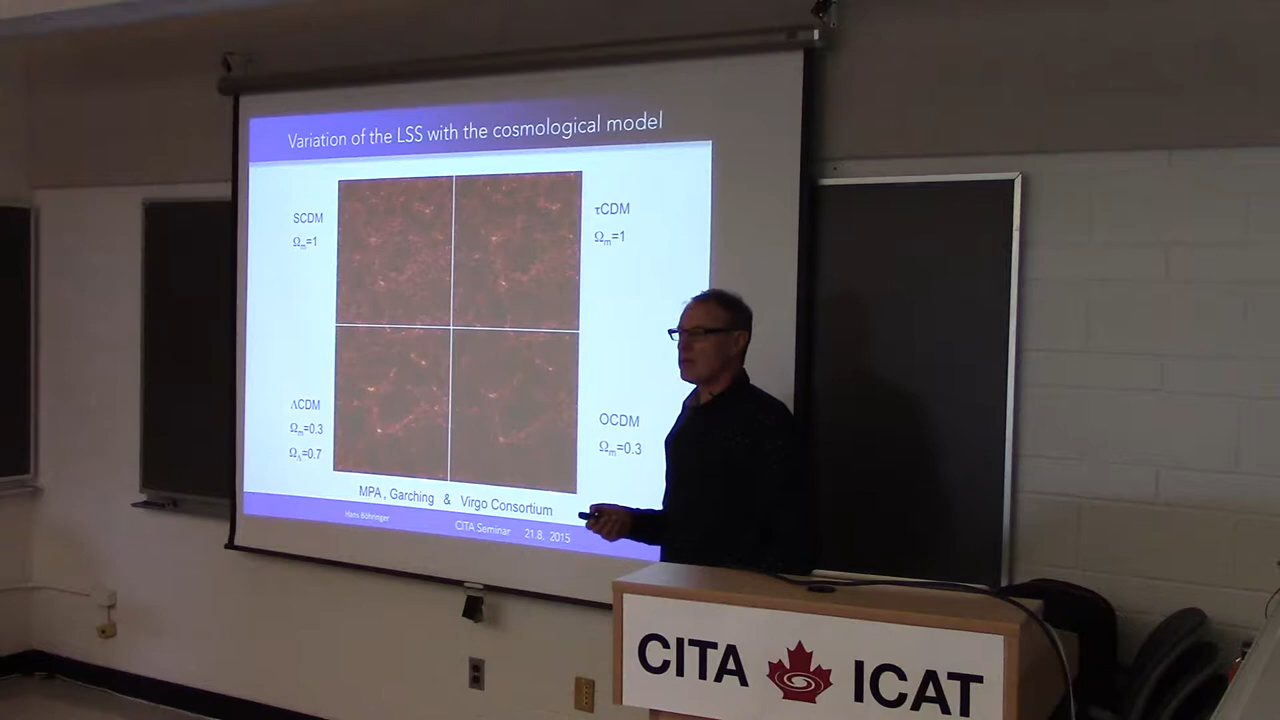 Variation of the LSS with the cosmological model
SCDM
Ωm=1
τCDM
Ωm=1
ΛCDM
Ωm=0.3
ΩΛ=0.7
OCDM
Ωm=0.3
MPA, Garching & Virgo Consortium
Hans Böhringer
CITA Seminar 21.8. 2015
CITA ICAT